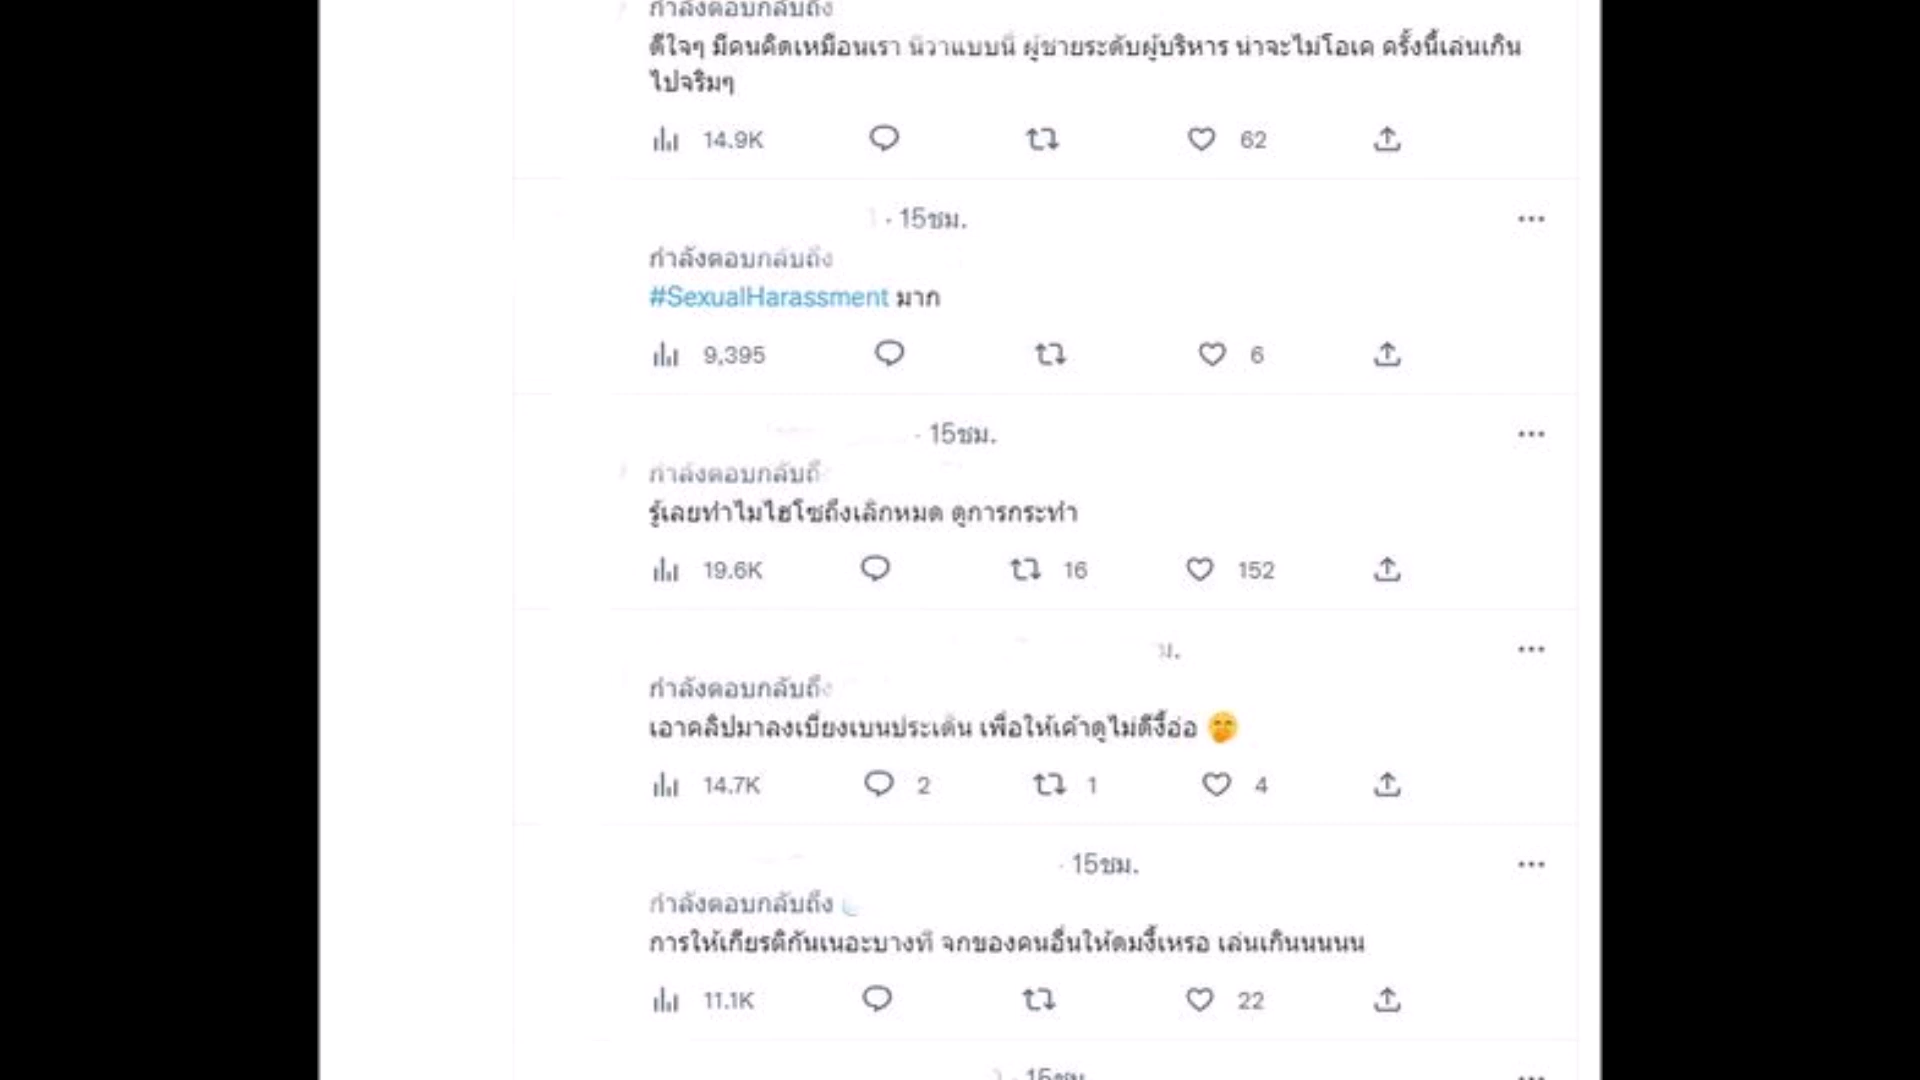 กำลังตอบกลับถึง
ดีใจๆ มีคนคิดเหมือนเรา นี่วาแบบนี้ ผู้ชายระดับผู้บริหาร น่าจะไม่โอเค ครั้งนี้เล่นเกิน
ไปจริมๆ
14.9K 62
· 15ชม.
กำลังตอบกลับถึง
#SexualHarassment มาก
9,395 6
· 15ชม.
กำลังตอบกลับถึ
รู้เลยทำไมไฮโซถึงเลิกหมด ดูการกระทำ
19.6K 16 152
ม.
กำลังตอบกลับถึง
เอาคลิปมาลงเบี่ยงเบนประเด็น เพื่อให้เค้าดูไม่ดีงี้อ่อ 🤭
14.7K 2 1 4
· 15ชม.
กำลังตอบกลับถึง
การให้เกียรติกันเนอะบางที จกของคนอื่นให้ดมงี้เหรอ เล่นเกินนนนน
11.1K 22
· 15ชม